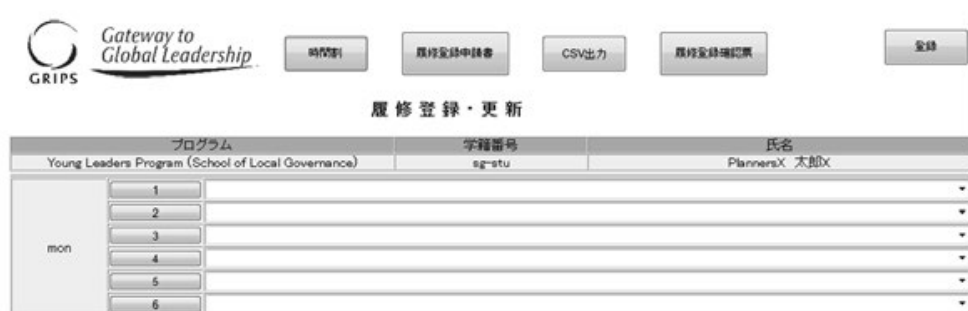 Gateway to
Global Leadership
GRIPS
時間割
履修登録申請書
CSV出力
履修登録確認票
登録
履修登録・更新
プログラム 学籍番号 氏名
Young Leaders Program (School of Local Governance) sg-stu PlannersX 太郎X
mon
1
2
3
4
5
6